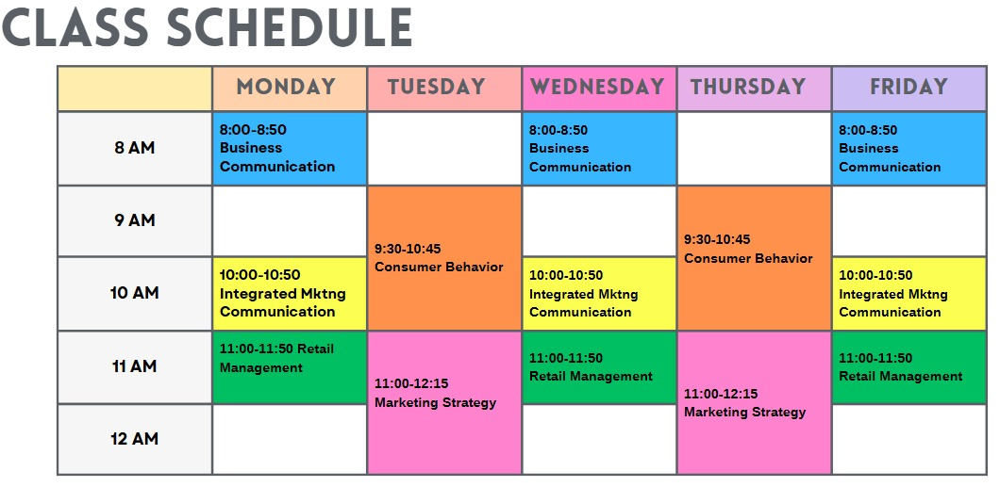 CLASS SCHEDULE
MONDAY TUESDAY WEDNESDAY THURSDAY FRIDAY
8 AM
8:00-8:50
Business
Communication
8:00-8:50
Business
Communication
8:00-8:50
Business
Communication
9 AM
9:30-10:45
Consumer Behavior
9:30-10:45
Consumer Behavior
10 AM
10:00-10:50
Integrated Mktng
Communication
10:00-10:50
Integrated Mktng
Communication
10:00-10:50
Integrated Mktng
Communication
11 AM
11:00-11:50 Retail
Management
11:00-12:15
Marketing Strategy
11:00-11:50
Retail Management
11:00-12:15
Marketing Strategy
11:00-11:50
Retail Management
12 AM